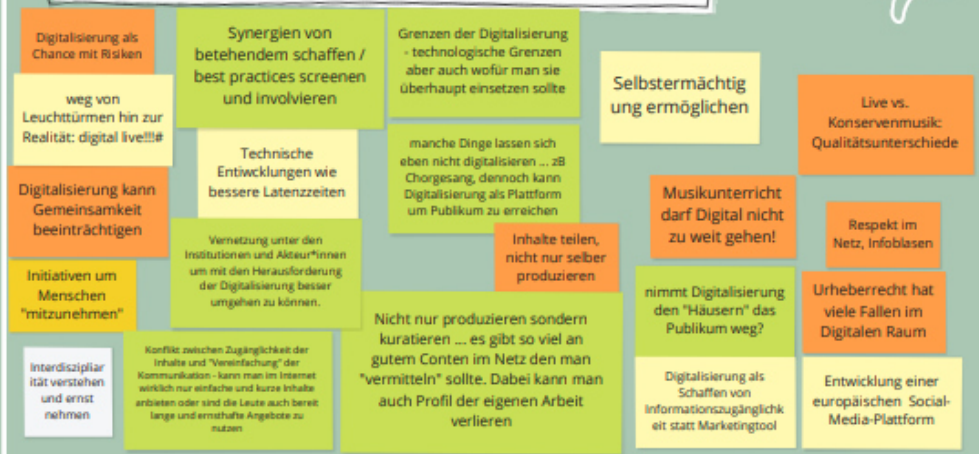 Digitalisierung als
Chance mit Risiken
weg von
Leuchttürmen hin zur
Realität: digital live!!!!#
Digitalisierung kann
Gemeinsamkeit
beeinträchtigen
Initiativen um
Menschen
"mitzunehmen"
Interdiszipliar
ität verstehen
und ernst
nehmen
Synergien von
betehendem schaffen /
best practices screenen
und involvieren
Technische
Entiwcklungen wie
bessere Latenzzeiten
Vernetzung unter den
Institutionen und Akteur*innen
um mit den Herausforderung
der Digitalisierung besser
umgehen zu können.
Konflikt zwischen Zugänglichkeit der
Inhalte und "Vereinfachung" der
Kommunikation - kann man im Internet
wirklich nur einfache und kurze Inhalte
anbieten oder sind die Leute auch bereit
lange und ernsthafte Angebote zu
nutzen
Grenzen der Digitalisierung
- technologische Grenzen
aber auch wofür man sie
überhaupt einsetzen sollte
manche Dinge lassen sich
eben nicht digitalisieren ... zB
Chorgesang, dennoch kann
Digitalisierung als Plattform
um Publikum zu erreichen
Inhalte teilen,
nicht nur selber
produzieren
Nicht nur produzieren sondern
kuratieren ... es gibt so viel an
gutem Conten im Netz den man
"vermitteln" sollte. Dabei kann man
auch Profil der eigenen Arbeit
verlieren
Selbstermächtig
ung ermöglichen
Musikunterricht
darf Digital nicht
zu weit gehen!
nimmt Digitalisierung
den "Häusern" das
Publikum weg?
Digitalisierung als
Schaffen von
Informationszugänglichk
eit statt Marketingtool
Live vs.
Konservenmusik:
Qualitätsunterschiede
Respekt im
Netz, Infoblasen
Urheberrecht hat
viele Fallen im
Digitalen Raum
Entwicklung einer
europäischen Social-
Media-Plattform